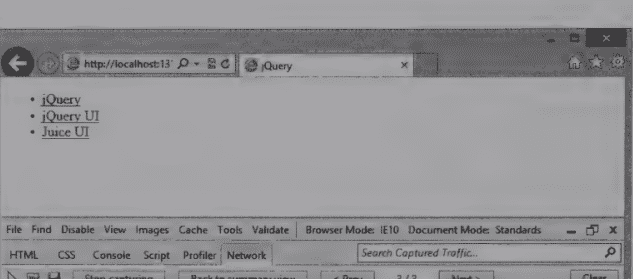 http://localhost:13
jQuery
jQuery
jQuery UI
Juice UI
File Find Disable View Images Cache Tools Validate Browser Mode: IE10 Document Mode: Standards
HTML CSS Console Script Profiler Network Search Captured Traffic...
Stop capturing Back to summary view < Prev 2 / 3 Next > Clear